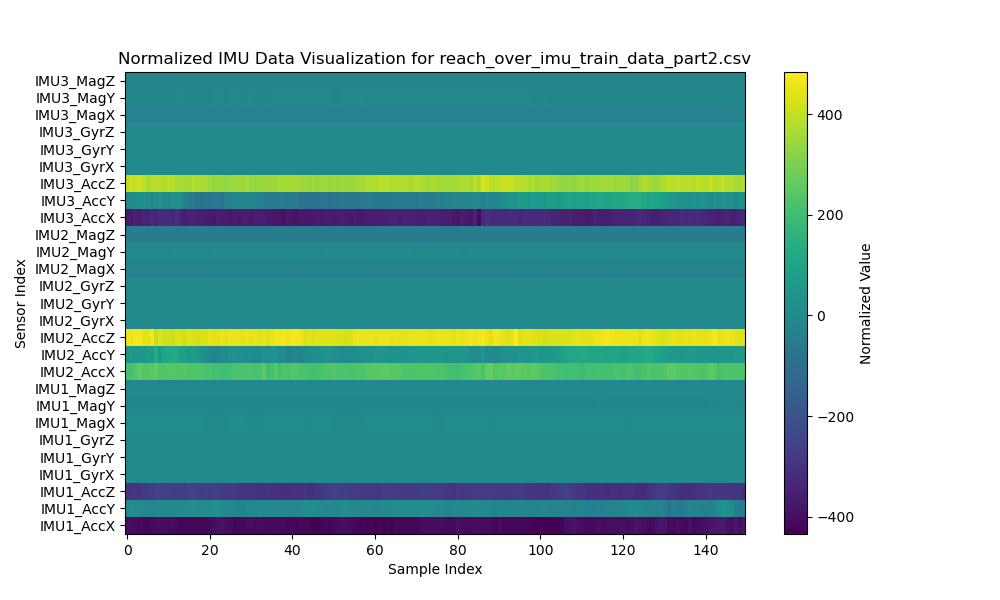 Normalized IMU Data Visualization for reach_over_imu_train_data_part2.csv
IMU3_MagZ
IMU3_MagY
IMU3_MagX
IMU3_GyrZ
IMU3_GyrY
IMU3_GyrX
IMU3_AccZ
IMU3_AccY
IMU3_AccX
IMU2_MagZ
IMU2_MagY
IMU2_MagX
IMU2_GyrZ
IMU2_GyrY
IMU2_GyrX
IMU2_AccZ
IMU2_AccY
IMU2_AccX
IMU1_MagZ
IMU1_MagY
IMU1_MagX
IMU1_GyrZ
IMU1_GyrY
IMU1_GyrX
IMU1_AccZ
IMU1_AccY
IMU1_AccX
Sensor Index
0 20 40 60 80 100 120 140
Sample Index
400
200
0
−200
−400
Normalized Value